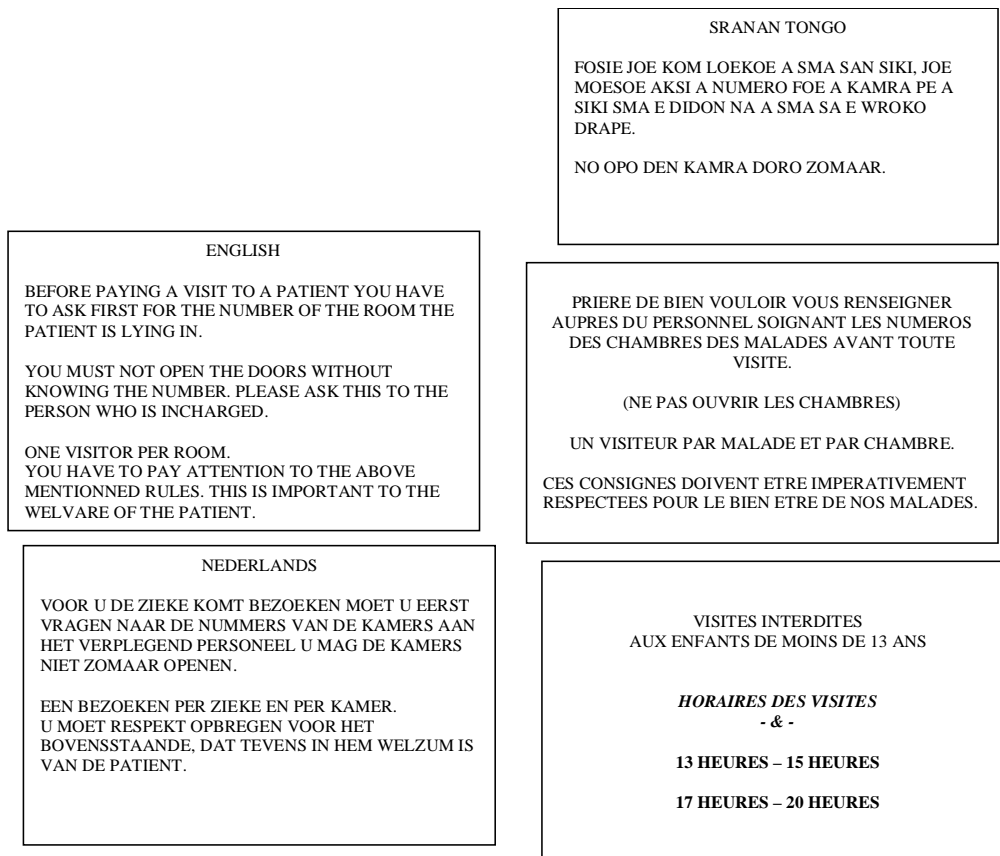 SRANAN TONGO
FOSIE JOE KOM LOEKOE A SMA SAN SIKI, JOE
MOESOE AKSI A NUMERO FOE A KAMRA PE A
SIKI SMA E DIDON NA A SMA SA E WROKO
DRAPE.
NO OPO DEN KAMRA DORO ZOMAAR.
ENGLISH
BEFORE PAYING A VISIT TO A PATIENT YOU HAVE
TO ASK FIRST FOR THE NUMBER OF THE ROOM THE
PATIENT IS LYING IN.
YOU MUST NOT OPEN THE DOORS WITHOUT
KNOWING THE NUMBER. PLEASE ASK THIS TO THE
PERSON WHO IS INCHARGED.
ONE VISITOR PER ROOM.
YOU HAVE TO PAY ATTENTION TO THE ABOVE
MENTIONNED RULES. THIS IS IMPORTANT TO THE
WELVARE OF THE PATIENT.
PRIERE DE BIEN VOULOIR VOUS RENSEIGNER
AUPRES DU PERSONNEL SOIGNANT LES NUMEROS
DES CHAMBRES DES MALADES AVANT TOUTE
VISITE.
(NE PAS OUVRIR LES CHAMBRES)
UN VISITEUR PAR MALADE ET PAR CHAMBRE.
CES CONSIGNES DOIVENT ETRE IMPERATIVEMENT
RESPECTEES POUR LE BIEN ETRE DE NOS MALADES.
NEDERLANDS
VOOR U DE ZIEKE KOMT BEZOEKEN MOET U EERST
VRAGEN NAAR DE NUMMERS VAN DE KAMERS AAN
HET VERPLEGEND PERSONEEL U MAG DE KAMERS
NIET ZOMAAR OPENEN.
EEN BEZOEKEN PER ZIEKE EN PER KAMER.
U MOET RESPEKT OPBREGEN VOOR HET
BOVENSSTAANDE, DAT TEVENS IN HEM WELZUM IS
VAN DE PATIENT.
VISITES INTERDITES
AUX ENFANTS DE MOINS DE 13 ANS
HORAIRES DES VISITES
- & -
13 HEURES – 15 HEURES
17 HEURES – 20 HEURES